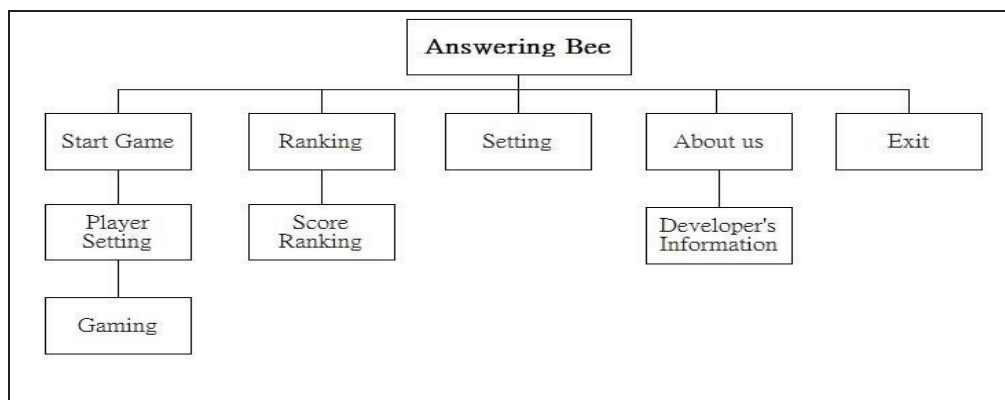 Answering Bee
Start Game
Ranking
Setting
About us
Exit
Player
Setting
Score
Ranking
Developer's
Information
Gaming